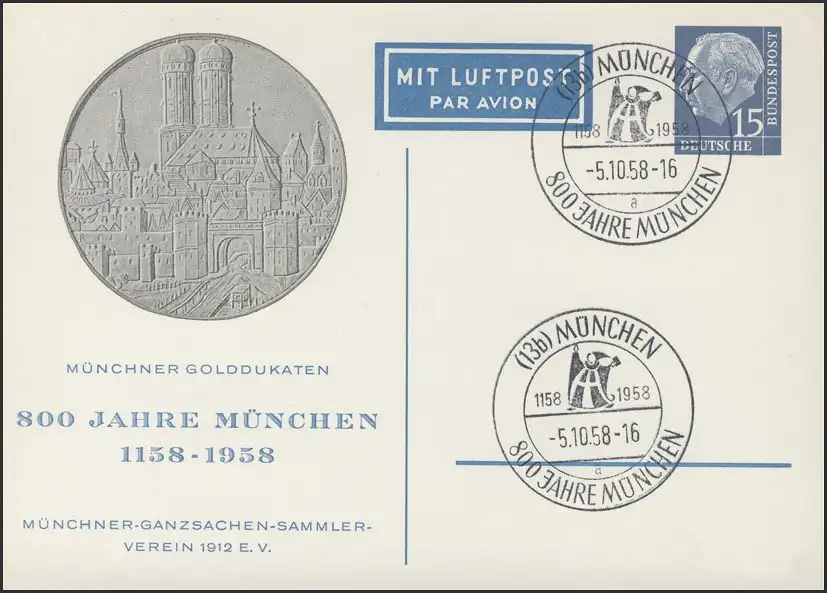 MIT LUFTPOST
PAR AVION
15
DEUTSCHE
BUNDESPOST
(13b) MÜNCHEN
1158 1958
-5.10.58-16
a
800 JAHRE MÜNCHEN
(13b) MÜNCHEN
1158 1958
-5.10.58-16
a
800 JAHRE MÜNCHEN
MÜNCHNER GOLDDUKATEN
800 JAHRE MÜNCHEN
1158-1958
MÜNCHNER-GANZSACHEN-SAMMLER-
VEREIN 1912 E. V.